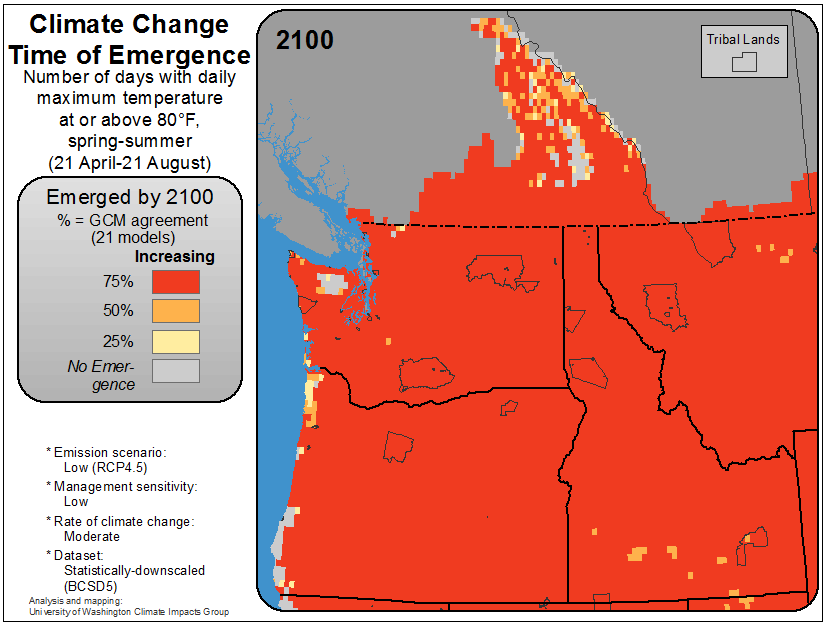 Climate Change
Time of Emergence
Number of days with daily
maximum temperature
at or above 80°F,
spring-summer
(21 April-21 August)
Emerged by 2100
% = GCM agreement
(21 models)
Increasing
75%
50%
25%
No Emer-
gence
* Emission scenario:
Low (RCP4.5)
* Management sensitivity:
Low
* Rate of climate change:
Moderate
* Dataset:
Statistically-downscaled
(BCSD5)
Analysis and mapping:
University of Washington Climate Impacts Group
2100
Tribal Lands